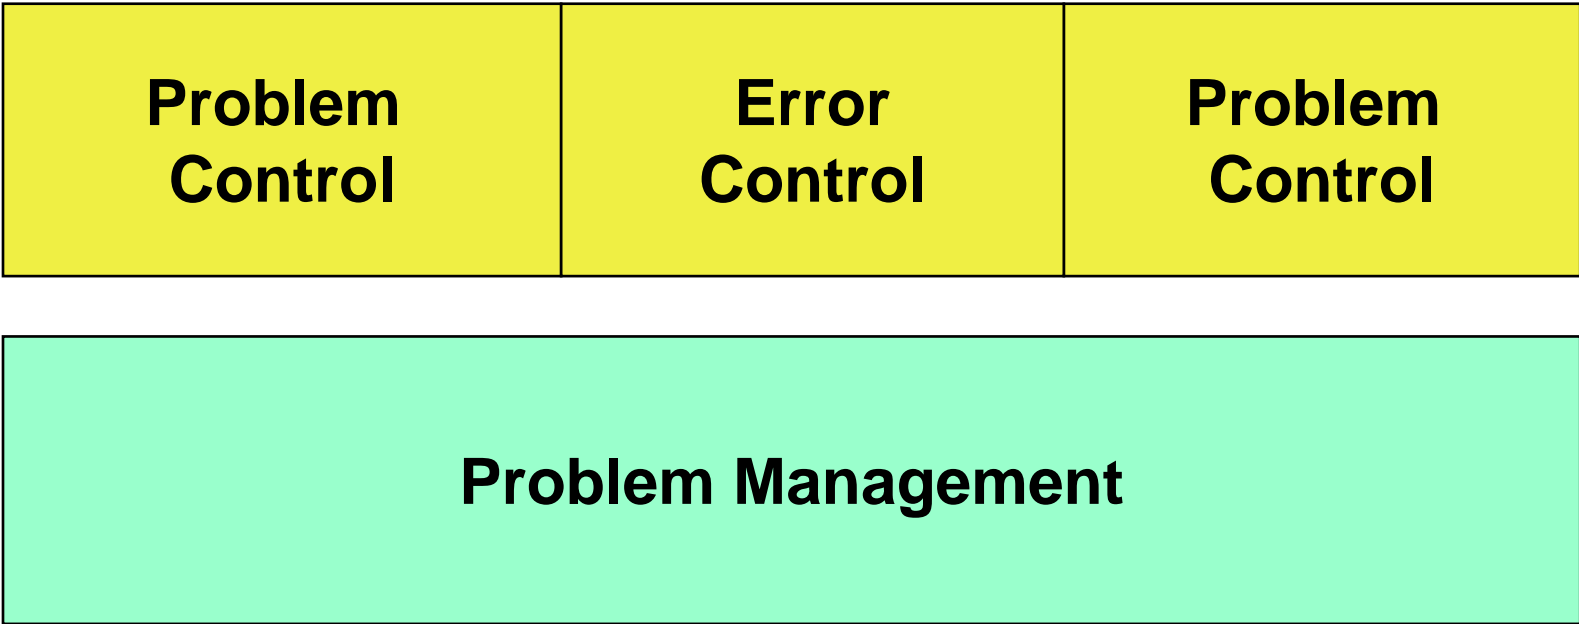 Problem
Control
Error
Control
Problem
Control
Problem Management